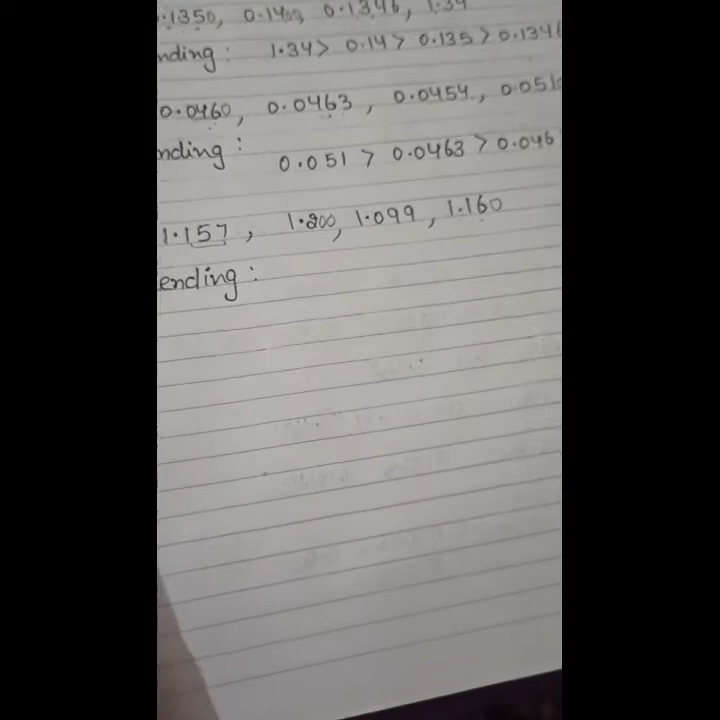 .1350, 0.1400, 0.1346, 1.34
nding: 1.34> 0.14> 0.135>0.1346
0.0460, 0.0463, 0.0454, 0.051
nding: 0.051 > 0.0463 > 0.046
1.157, 1.200, 1.099, 1.160
ending: